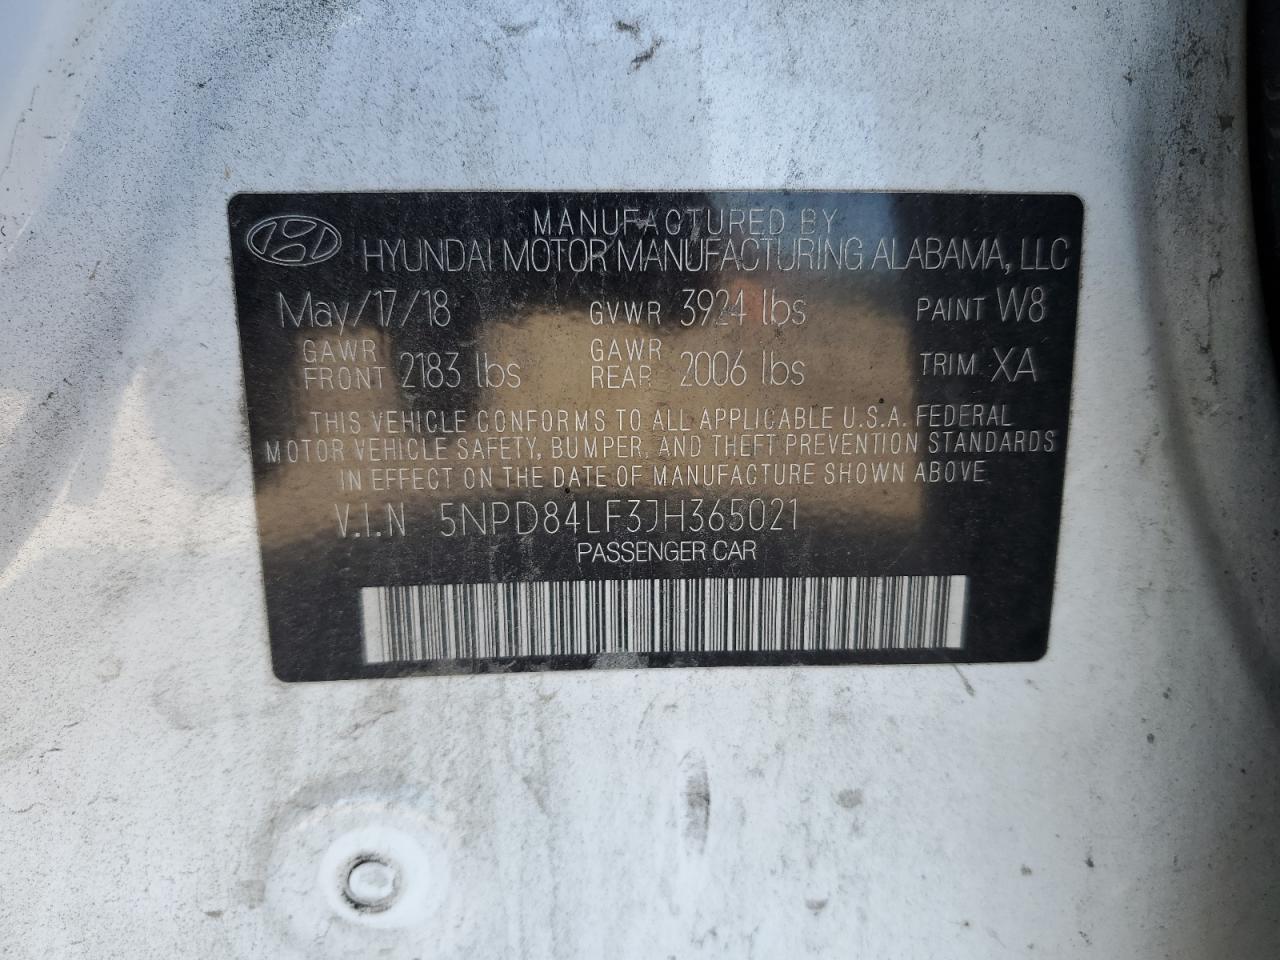 MANUFACTURED BY
HYUNDAI MOTOR MANUFACTURING ALABAMA, LLC
May/17/18 GVWR 3924 lbs PAINT W8
GAWR FRONT 2183 lbs GAWR REAR 2006 lbs TRIM XA
THIS VEHICLE CONFORMS TO ALL APPLICABLE U.S.A. FEDERAL
MOTOR VEHICLE SAFETY, BUMPER, AND THEFT PREVENTION STANDARDS
IN EFFECT ON THE DATE OF MANUFACTURE SHOWN ABOVE
V.I.N 5NPD84LF3JH365021
PASSENGER CAR